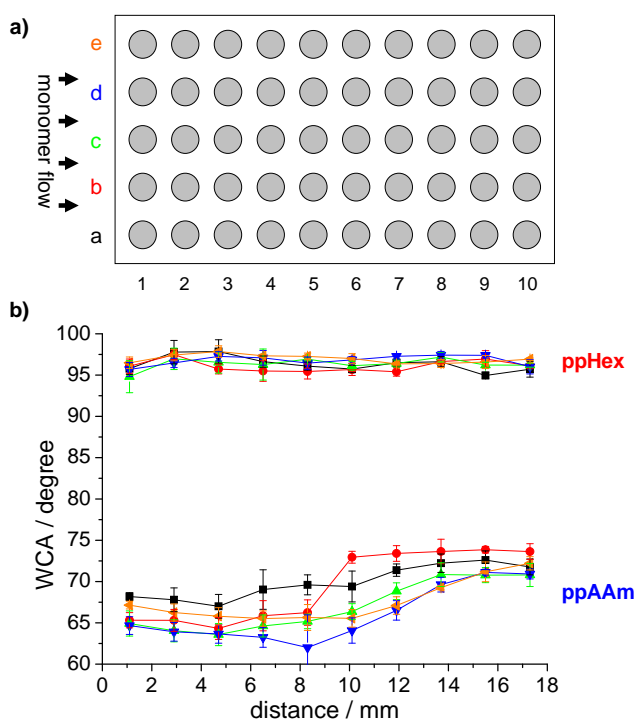 a)
e
d
c
b
a
monomer flow
1 2 3 4 5 6 7 8 9 10
b)
100
95
90
85
80
75
70
65
60
WCA / degree
ppHex
ppAAm
0 2 4 6 8 10 12 14 16 18
distance / mm